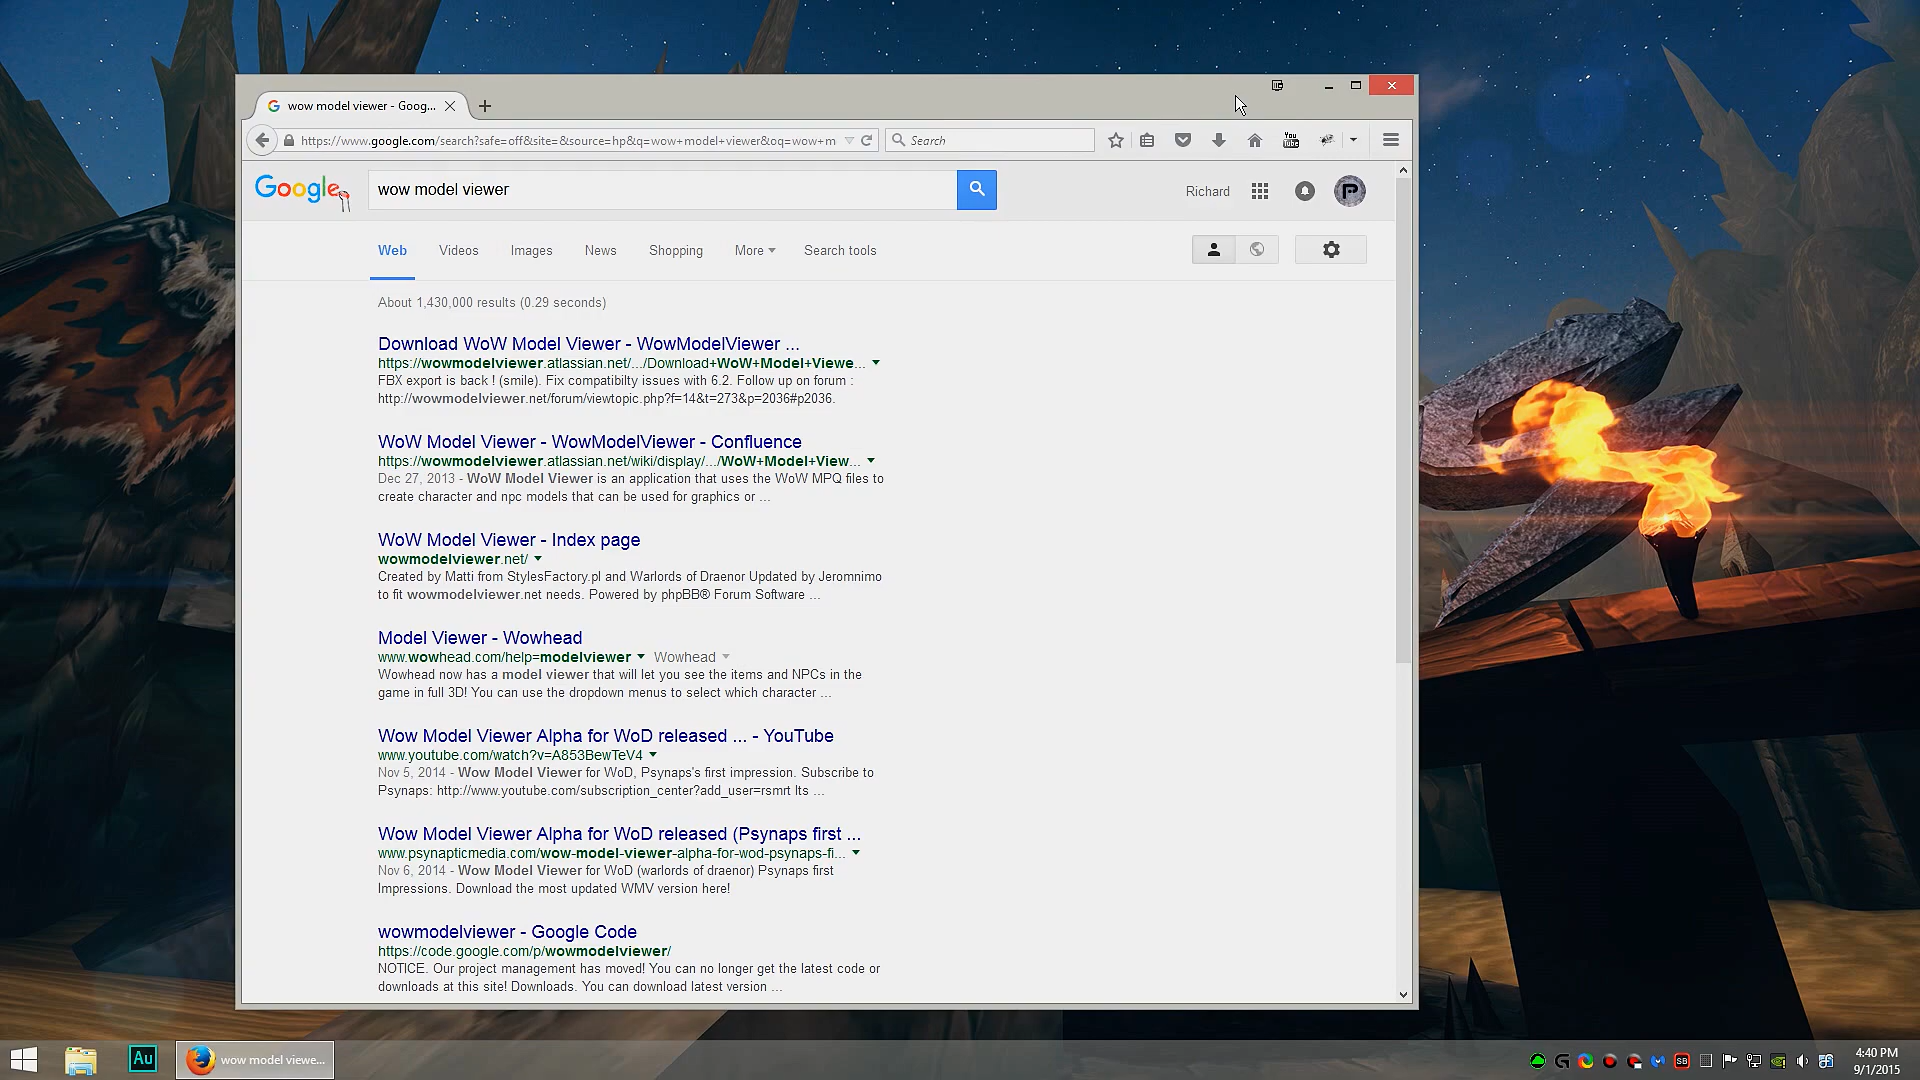 wow model viewer - Goog...
https://www.google.com/search?safe=off&site=&source=hp&q=wow+model+viewer&oq=wow+m
Search
You
Tube
Google
wow model viewer
Richard
P
Web Videos Images News Shopping More Search tools
About 1,430,000 results (0.29 seconds)
Download WoW Model Viewer - WowModelViewer ...
https://wowmodelviewer.atlassian.net/.../Download+WoW+Model+Viewe...
FBX export is back ! (smile). Fix compatibilty issues with 6.2. Follow up on forum :
http://wowmodelviewer.net/forum/viewtopic.php?f=14&t=273&p=2036#p2036.
WoW Model Viewer - WowModelViewer - Confluence
https://wowmodelviewer.atlassian.net/wiki/display/.../WoW+Model+View...
Dec 27, 2013 - WoW Model Viewer is an application that uses the WoW MPQ files to
create character and npc models that can be used for graphics or ...
WoW Model Viewer - Index page
wowmodelviewer.net/
Created by Matti from StylesFactory.pl and Warlords of Draenor Updated by Jeromnimo
to fit wowmodelviewer.net needs. Powered by phpBB® Forum Software ...
Model Viewer - Wowhead
www.wowhead.com/help=modelviewer Wowhead
Wowhead now has a model viewer that will let you see the items and NPCs in the
game in full 3D! You can use the dropdown menus to select which character ...
Wow Model Viewer Alpha for WoD released ... - YouTube
www.youtube.com/watch?v=A853BewTeV4
Nov 5, 2014 - Wow Model Viewer for WoD, Psynaps's first impression. Subscribe to
Psynaps: http://www.youtube.com/subscription_center?add_user=rsmrt Its ...
Wow Model Viewer Alpha for WoD released (Psynaps first ...
www.psynapticmedia.com/wow-model-viewer-alpha-for-wod-psynaps-fi...
Nov 6, 2014 - Wow Model Viewer for WoD (warlords of draenor) Psynaps first
Impressions. Download the most updated WMV version here!
wowmodelviewer - Google Code
https://code.google.com/p/wowmodelviewer/
NOTICE. Our project management has moved! You can no longer get the latest code or
downloads at this site! Downloads. You can download latest version ...
Au
wow model viewe...
SB
4:40 PM
9/1/2015